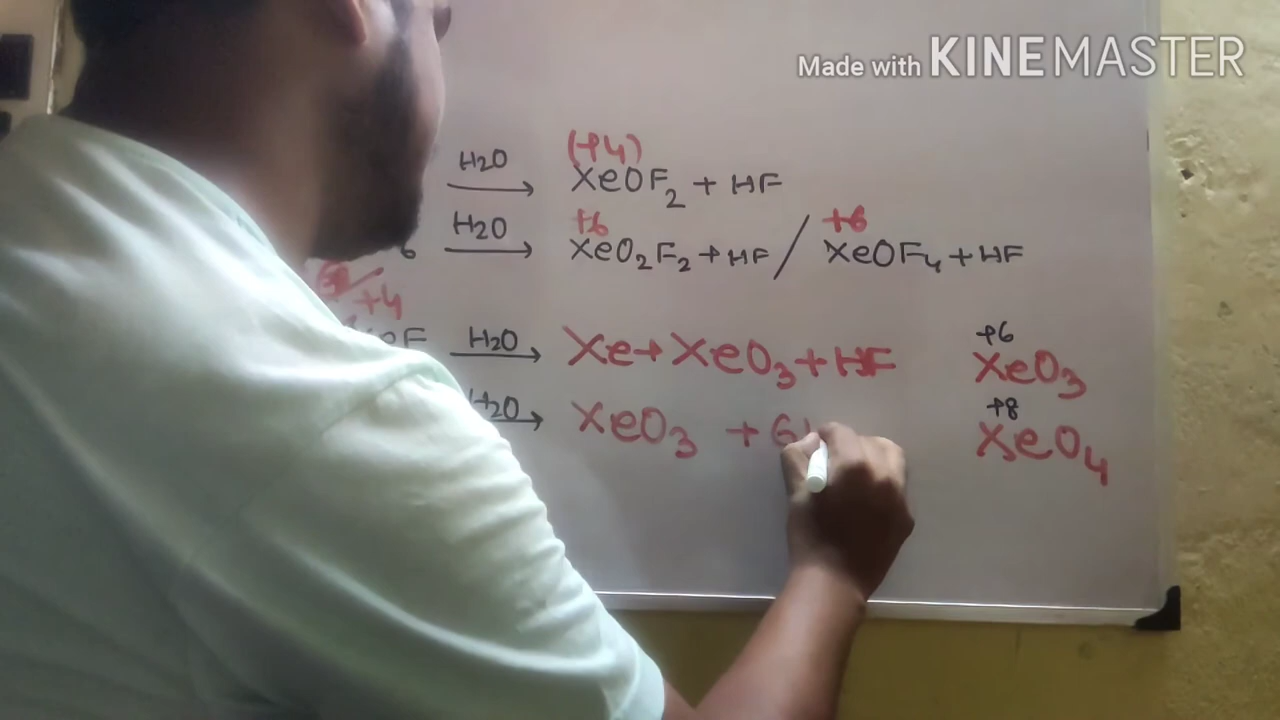 Made with KINEMASTER
(+4)
H2O → XeOF2 + HF
+6 +6
6 H2O → XeO2F2 + HF / XeOF4 + HF
+4
+6
H2O → Xe + XeO3 + HF XeO3
+8
H2O → XeO3 + 6 XeO4